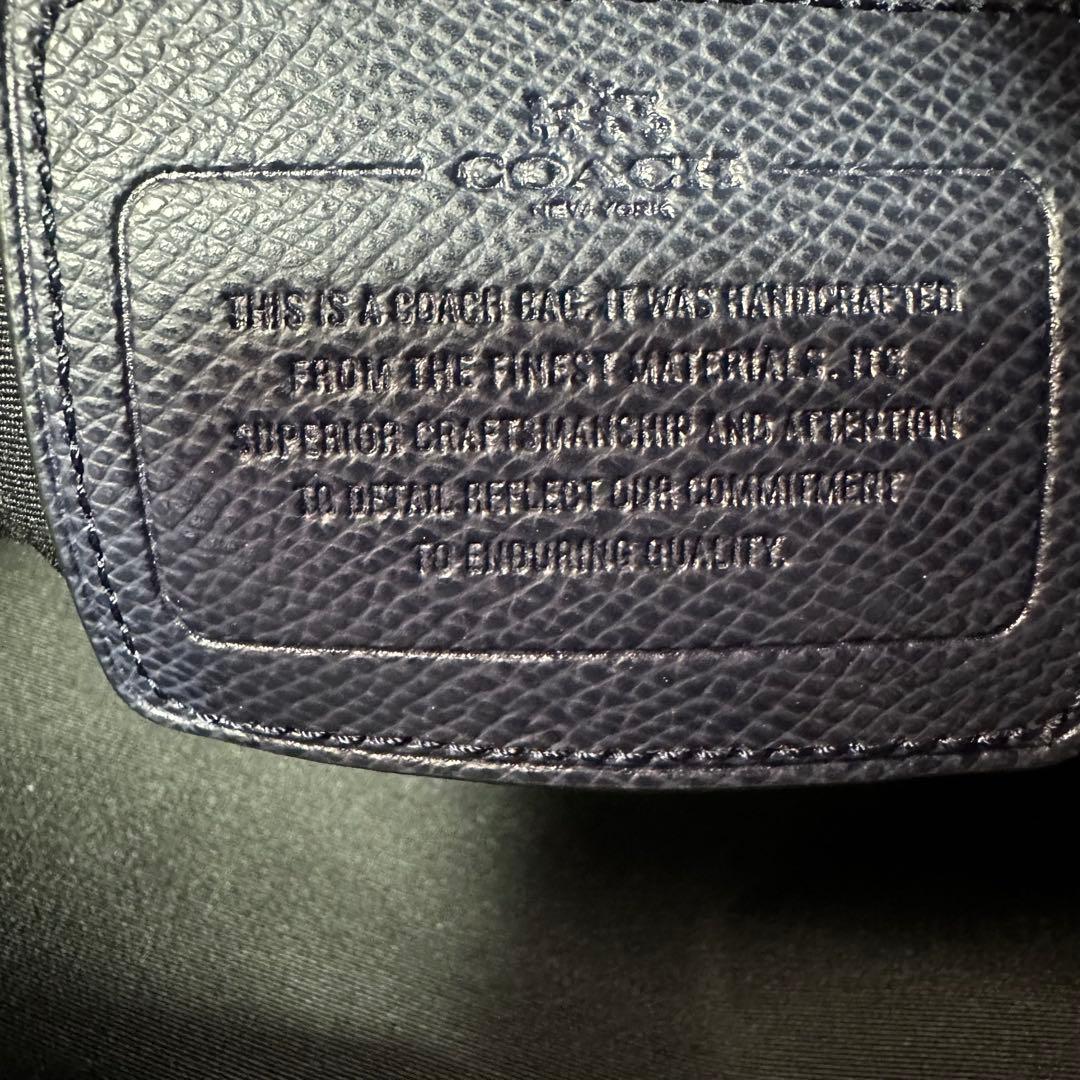 COACH
NEW YORK
THIS IS A COACH BAG. IT WAS HANDCRAFTED
FROM THE FINEST MATERIALS. ITS
SUPERIOR CRAFTSMANSHIP AND ATTENTION
TO DETAIL REFLECT OUR COMMITMENT
TO ENDURING QUALITY.